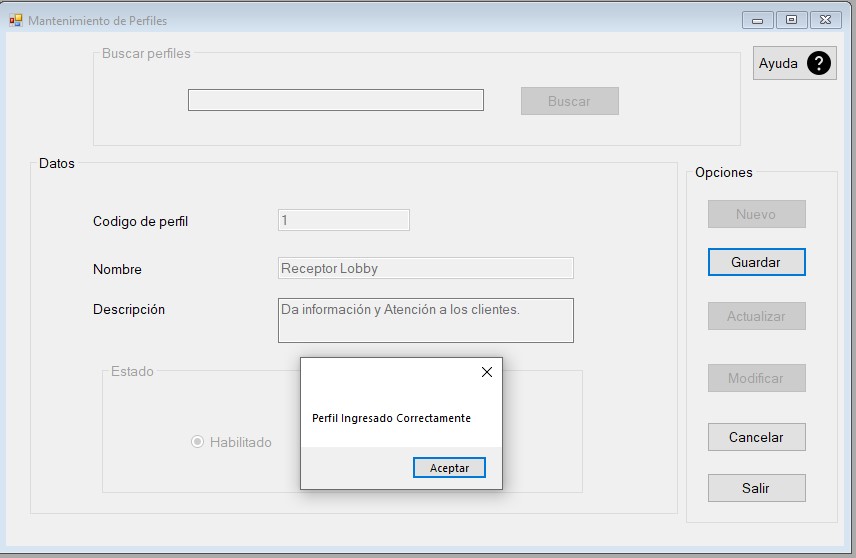 Mantenimiento de Perfiles
Buscar perfiles
Buscar
Ayuda ?
Datos
Codigo de perfil
1
Nombre
Receptor Lobby
Descripción
Da información y Atención a los clientes.
Estado
Habilitado
Perfil Ingresado Correctamente
Aceptar
Opciones
Nuevo
Guardar
Actualizar
Modificar
Cancelar
Salir